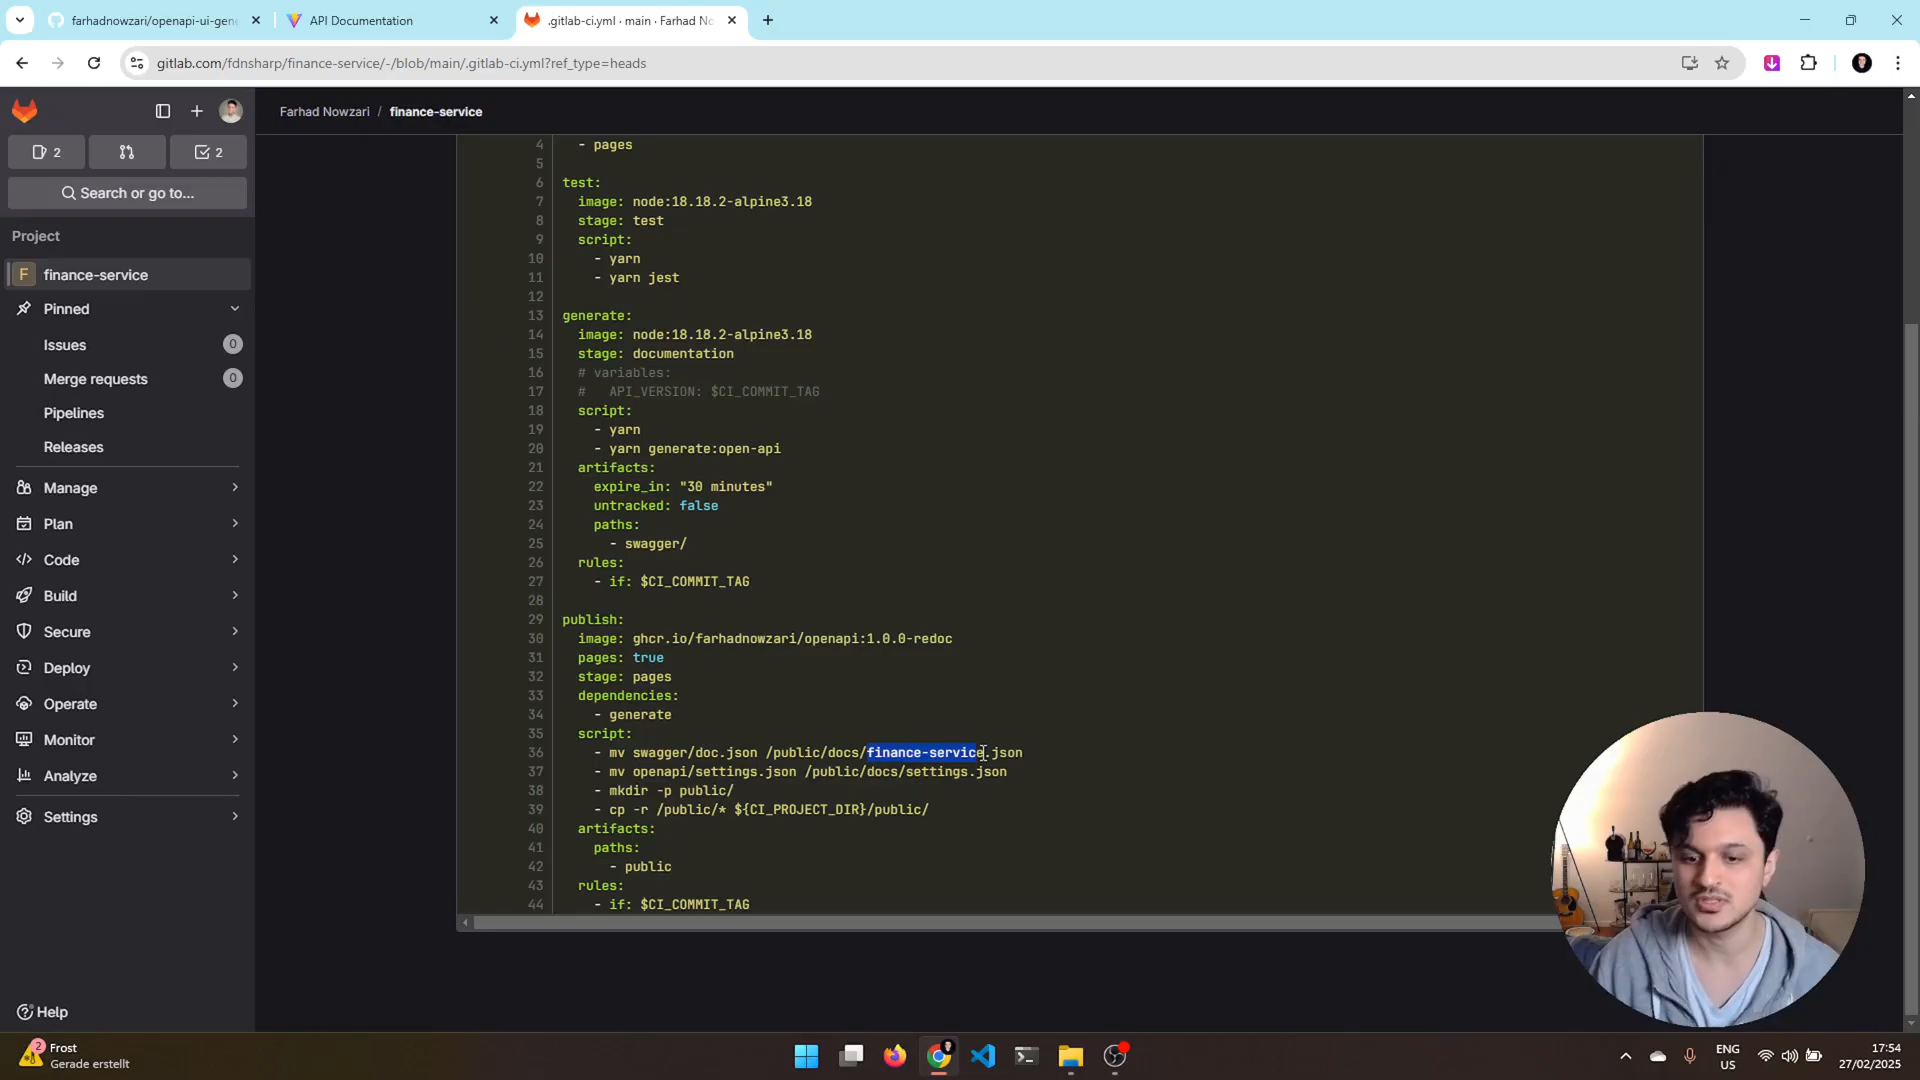 farhadnowzari/openapi-ui-gene
API Documentation
.gitlab-ci.yml · main · Farhad No
gitlab.com/fdnsharp/finance-service/-/blob/main/.gitlab-ci.yml?ref_type=heads
Farhad Nowzari / finance-service
2
2
Search or go to...
Project
F finance-service
Pinned
Issues 0
Merge requests 0
Pipelines
Releases
Manage
Plan
Code
Build
Secure
Deploy
Operate
Monitor
Analyze
Settings
Help
4 - pages
5
6 test:
7 image: node:18.18.2-alpine3.18
8 stage: test
9 script:
10 - yarn
11 - yarn jest
12
13 generate:
14 image: node:18.18.2-alpine3.18
15 stage: documentation
16 # variables:
17 # API_VERSION: $CI_COMMIT_TAG
18 script:
19 - yarn
20 - yarn generate:open-api
21 artifacts:
22 expire_in: "30 minutes"
23 untracked: false
24 paths:
25 - swagger/
26 rules:
27 - if: $CI_COMMIT_TAG
28
29 publish:
30 image: ghcr.io/farhadnowzari/openapi:1.0.0-redoc
31 pages: true
32 stage: pages
33 dependencies:
34 - generate
35 script:
36 - mv swagger/doc.json /public/docs/finance-service.json
37 - mv openapi/settings.json /public/docs/settings.json
38 - mkdir -p public/
39 - cp -r /public/* ${CI_PROJECT_DIR}/public/
40 artifacts:
41 paths:
42 - public
43 rules:
44 - if: $CI_COMMIT_TAG
2
Frost
Gerade erstellt
ENG
US
17:54
27/02/2025